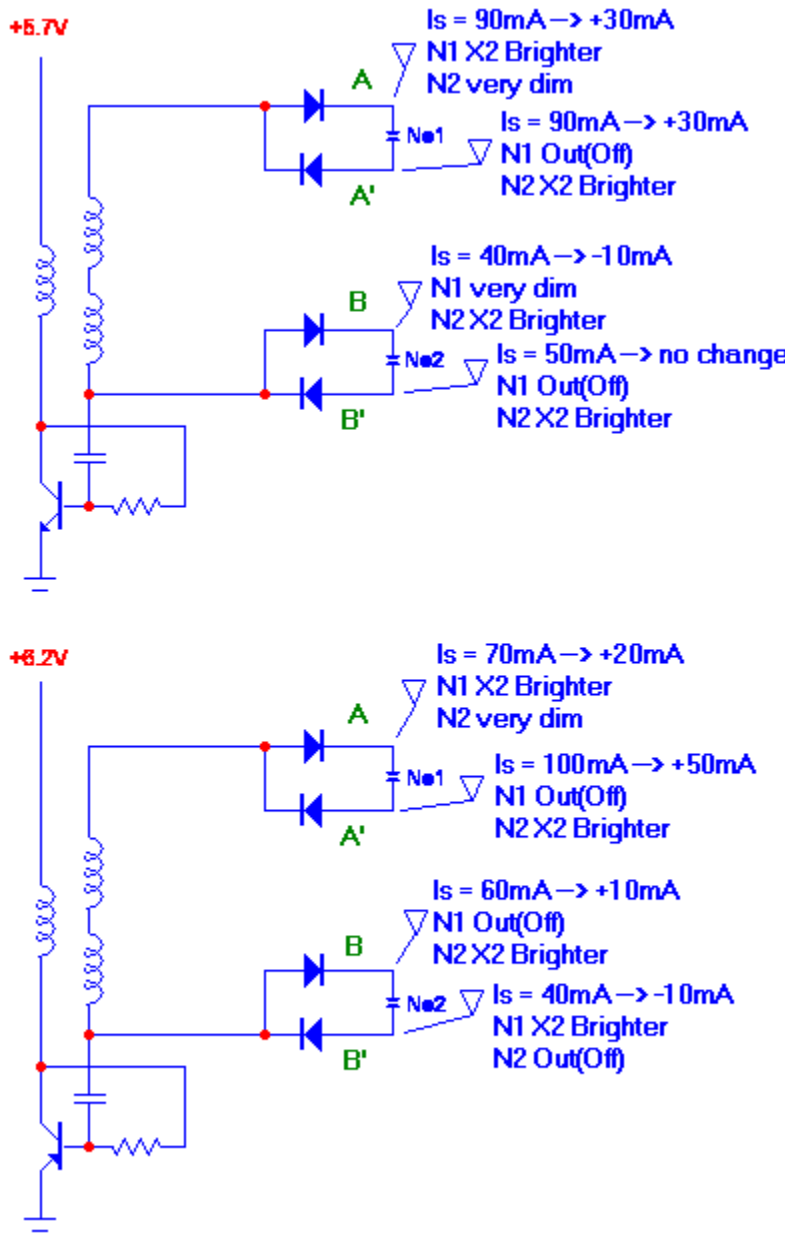 +5.7V
Is = 90mA—> +30mA
N1 X2 Brighter
N2 very dim
A
Ne1
Is = 90mA—> +30mA
N1 Out(Off)
N2 X2 Brighter
A'
Is = 40mA—> -10mA
N1 very dim
N2 X2 Brighter
B
Ne2
Is = 50mA—> no change
N1 Out(Off)
N2 X2 Brighter
B'
+6.2V
Is = 70mA—> +20mA
N1 X2 Brighter
N2 very dim
A
Ne1
Is = 100mA—> +50mA
N1 Out(Off)
N2 X2 Brighter
A'
Is = 60mA—> +10mA
N1 Out(Off)
N2 X2 Brighter
B
Ne2
Is = 40mA—> -10mA
N1 X2 Brighter
N2 Out(Off)
B'